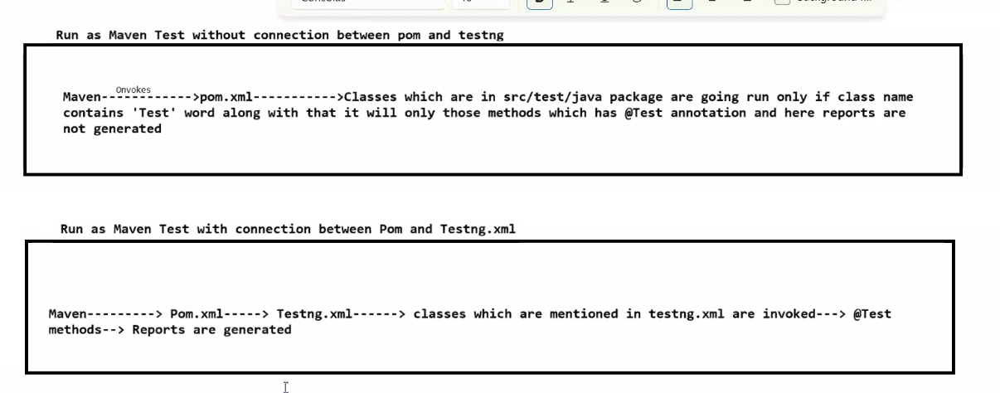 Run as Maven Test without connection between pom and testng
Onvokes
Maven------------>pom.xml----------->Classes which are in src/test/java package are going run only if class name
contains 'Test' word along with that it will only those methods which has @Test annotation and here reports are
not generated
Run as Maven Test with connection between Pom and Testng.xml
Maven---------> Pom.xml-----> Testng.xml------> classes which are mentioned in testng.xml are invoked---> @Test
methods--> Reports are generated